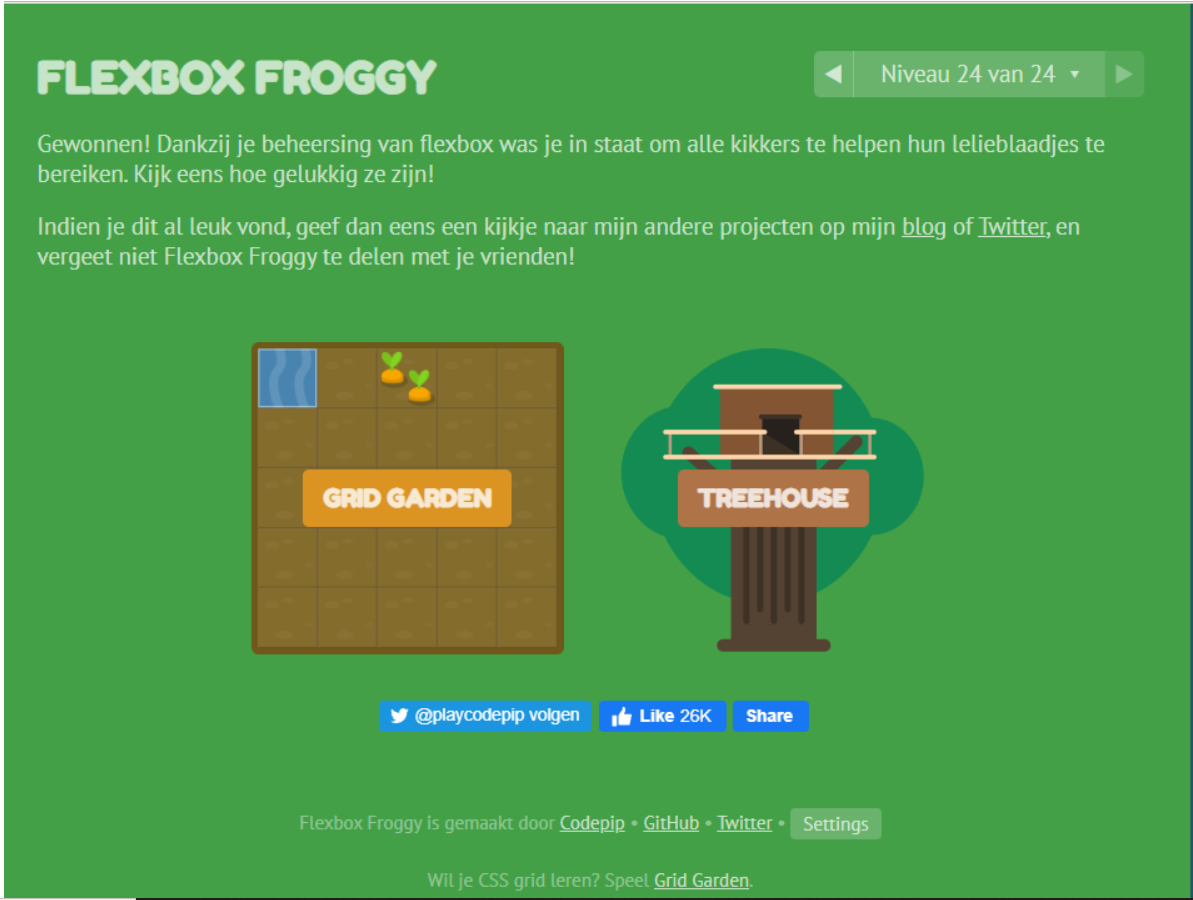 FLEXBOX FROGGY
Niveau 24 van 24
Gewonnen! Dankzij je beheersing van flexbox was je in staat om alle kikkers te helpen hun lelieblaadjes te
bereiken. Kijk eens hoe gelukkig ze zijn!
Indien je dit al leuk vond, geef dan eens een kijkje naar mijn andere projecten op mijn blog of Twitter, en
vergeet niet Flexbox Froggy te delen met je vrienden!
GRID GARDEN
TREEHOUSE
@playcodepip volgen
Like 26K
Share
Flexbox Froggy is gemaakt door Codepip • GitHub • Twitter • Settings
Wil je CSS grid leren? Speel Grid Garden.